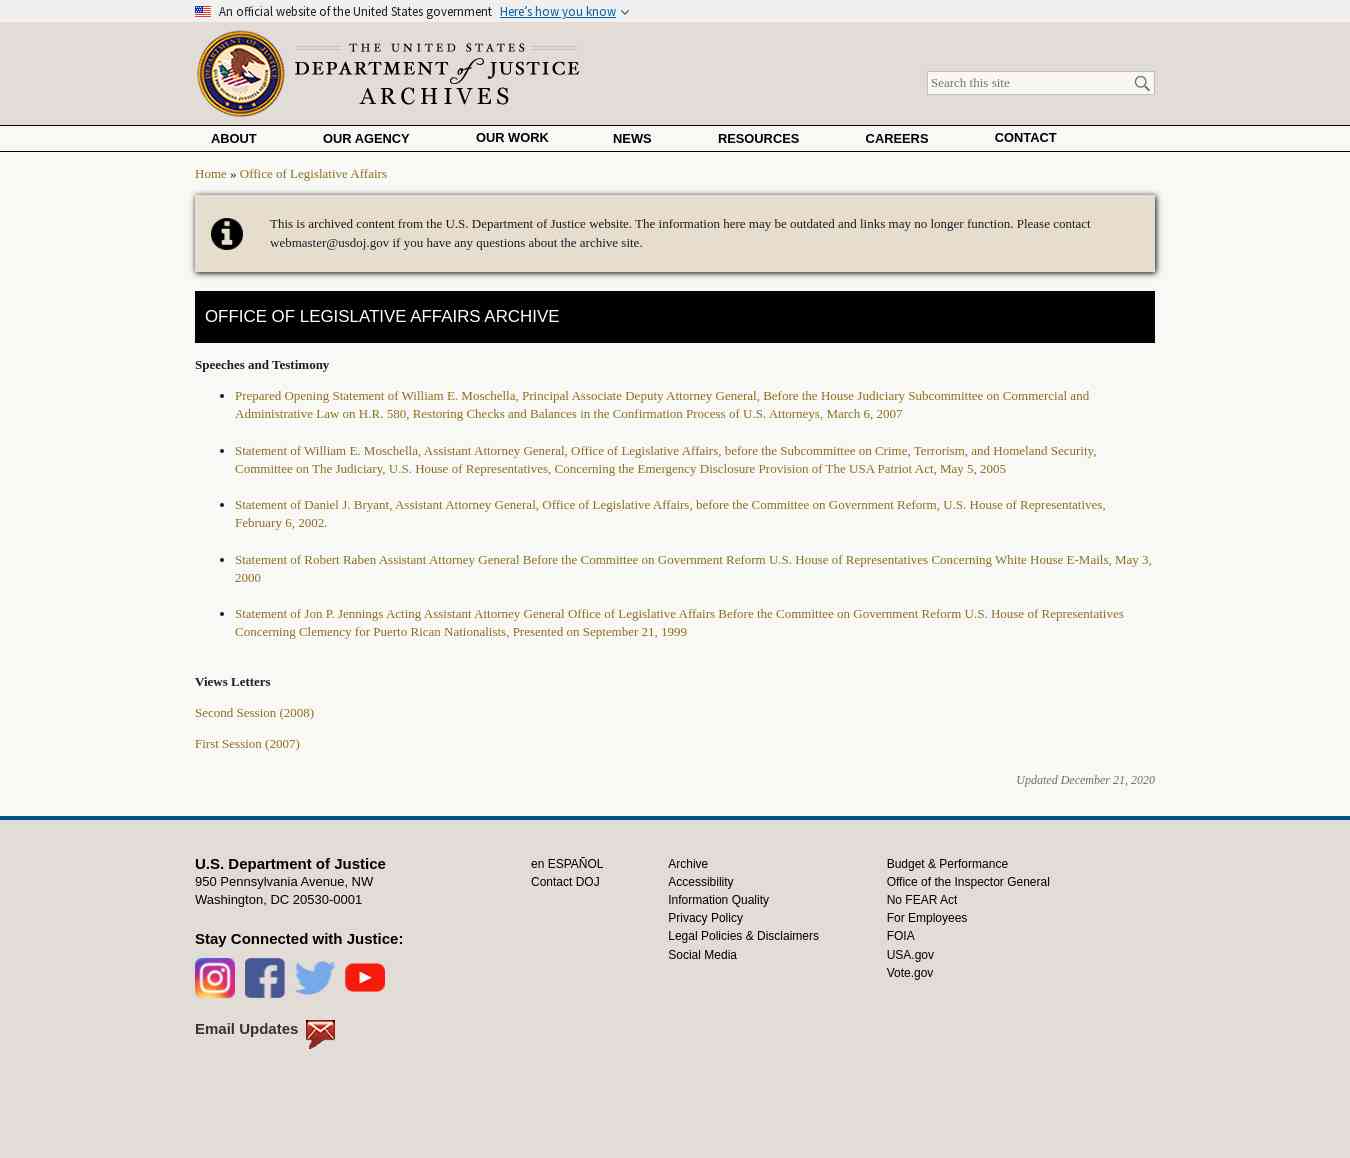 An official website of the United States government Here's how you know
THE UNITED STATES
DEPARTMENT of JUSTICE
ARCHIVES
Search this site
ABOUT OUR AGENCY OUR WORK NEWS RESOURCES CAREERS CONTACT
Home » Office of Legislative Affairs
This is archived content from the U.S. Department of Justice website. The information here may be outdated and links may no longer function. Please contact
webmaster@usdoj.gov if you have any questions about the archive site.
OFFICE OF LEGISLATIVE AFFAIRS ARCHIVE
Speeches and Testimony
Prepared Opening Statement of William E. Moschella, Principal Associate Deputy Attorney General, Before the House Judiciary Subcommittee on Commercial and
Administrative Law on H.R. 580, Restoring Checks and Balances in the Confirmation Process of U.S. Attorneys, March 6, 2007
Statement of William E. Moschella, Assistant Attorney General, Office of Legislative Affairs, before the Subcommittee on Crime, Terrorism, and Homeland Security,
Committee on The Judiciary, U.S. House of Representatives, Concerning the Emergency Disclosure Provision of The USA Patriot Act, May 5, 2005
Statement of Daniel J. Bryant, Assistant Attorney General, Office of Legislative Affairs, before the Committee on Government Reform, U.S. House of Representatives,
February 6, 2002.
Statement of Robert Raben Assistant Attorney General Before the Committee on Government Reform U.S. House of Representatives Concerning White House E-Mails, May 3,
2000
Statement of Jon P. Jennings Acting Assistant Attorney General Office of Legislative Affairs Before the Committee on Government Reform U.S. House of Representatives
Concerning Clemency for Puerto Rican Nationalists, Presented on September 21, 1999
Views Letters
Second Session (2008)
First Session (2007)
Updated December 21, 2020
U.S. Department of Justice
950 Pennsylvania Avenue, NW
Washington, DC 20530-0001
Stay Connected with Justice:
Email Updates
en ESPAÑOL
Contact DOJ
Archive
Accessibility
Information Quality
Privacy Policy
Legal Policies & Disclaimers
Social Media
Budget & Performance
Office of the Inspector General
No FEAR Act
For Employees
FOIA
USA.gov
Vote.gov